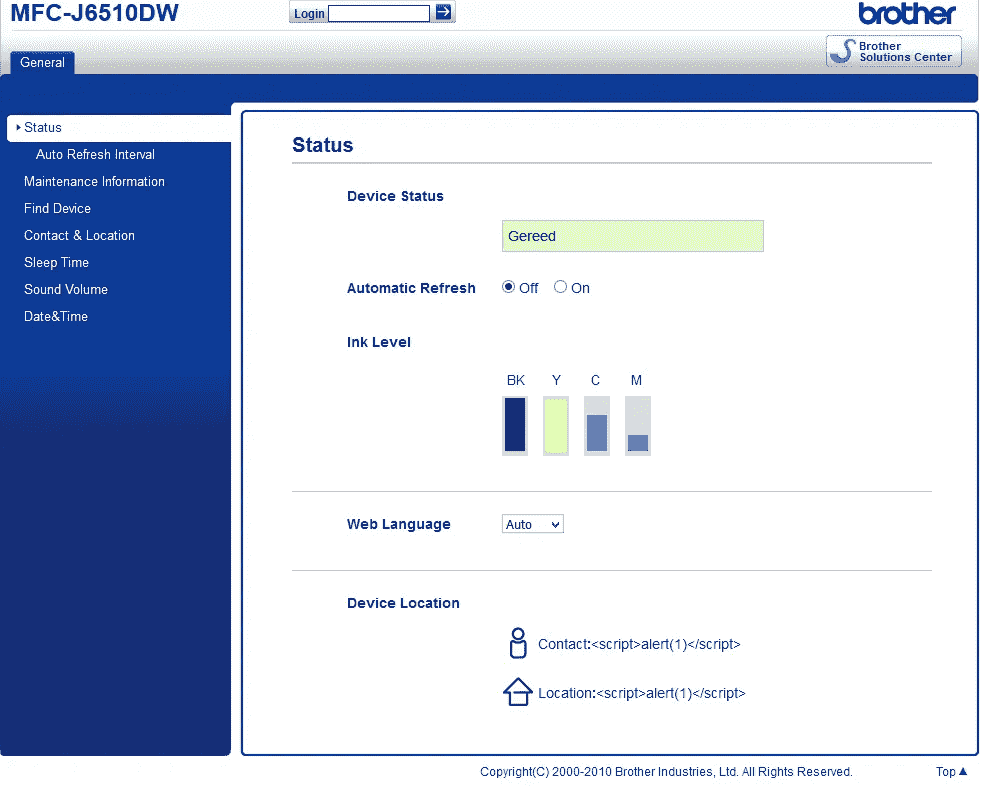 MFC-J6510DW
Login
brother
Brother
Solutions Center
General
Status
Auto Refresh Interval
Maintenance Information
Find Device
Contact & Location
Sleep Time
Sound Volume
Date&Time
Status
Device Status
Gereed
Automatic Refresh Off On
Ink Level
BK Y C M
Web Language Auto
Device Location
Contact:<script>alert(1)</script>
Location:<script>alert(1)</script>
Copyright(C) 2000-2010 Brother Industries, Ltd. All Rights Reserved. Top▲